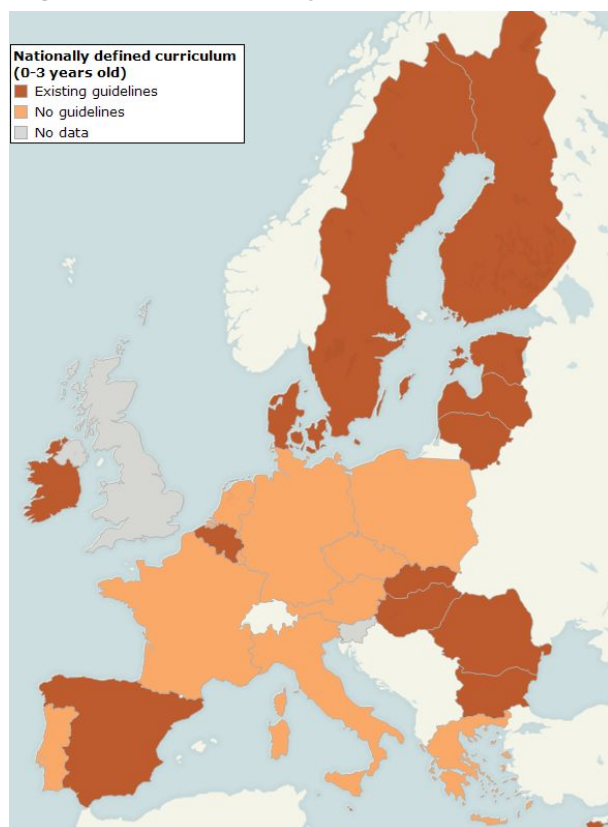 Nationally defined curriculum
(0-3 years old)
Existing guidelines
No guidelines
No data